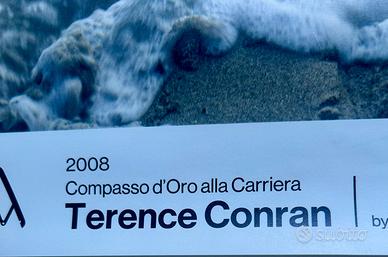 2008
Compasso d'Oro alla Carriera
Terence Conran
by
subito